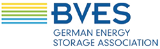 BVES
GERMAN ENERGY
STORAGE ASSOCIATION